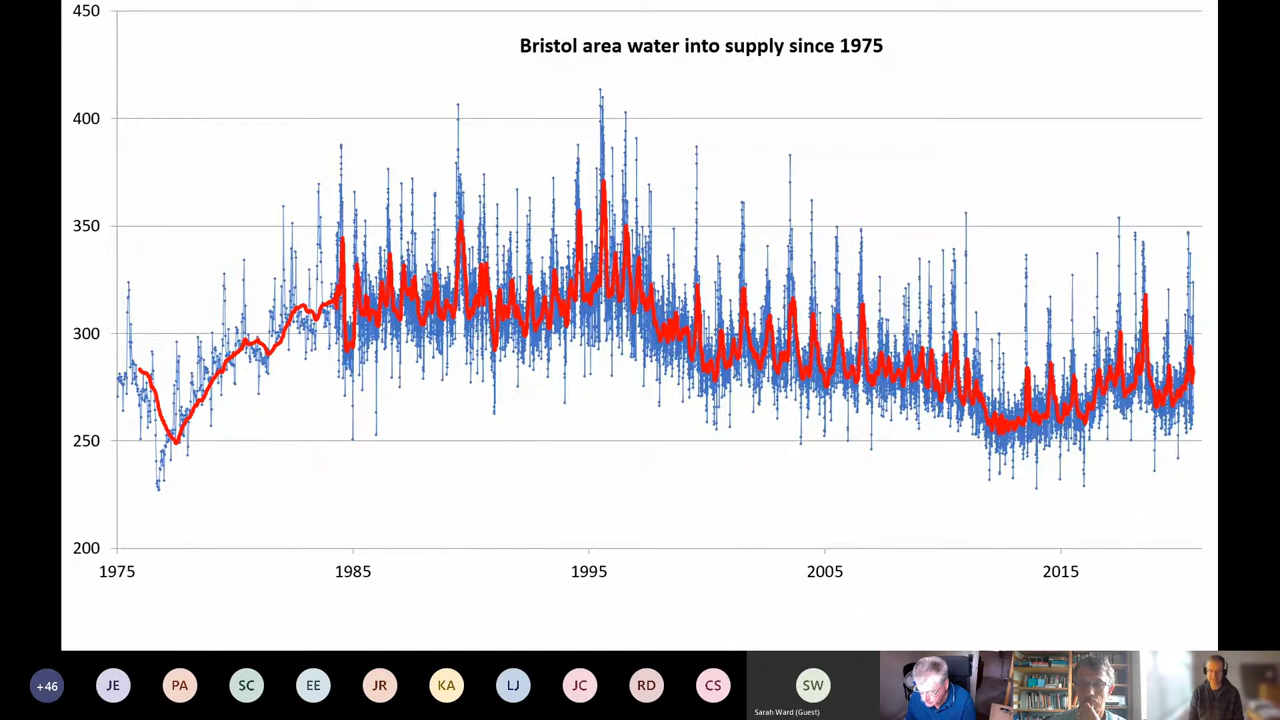 450
Bristol area water into supply since 1975
400
350
300
250
200
1975 1985 1995 2005 2015
+46 JE PA SC EE JR KA LJ JC RD CS SW
Sarah Ward (Guest)